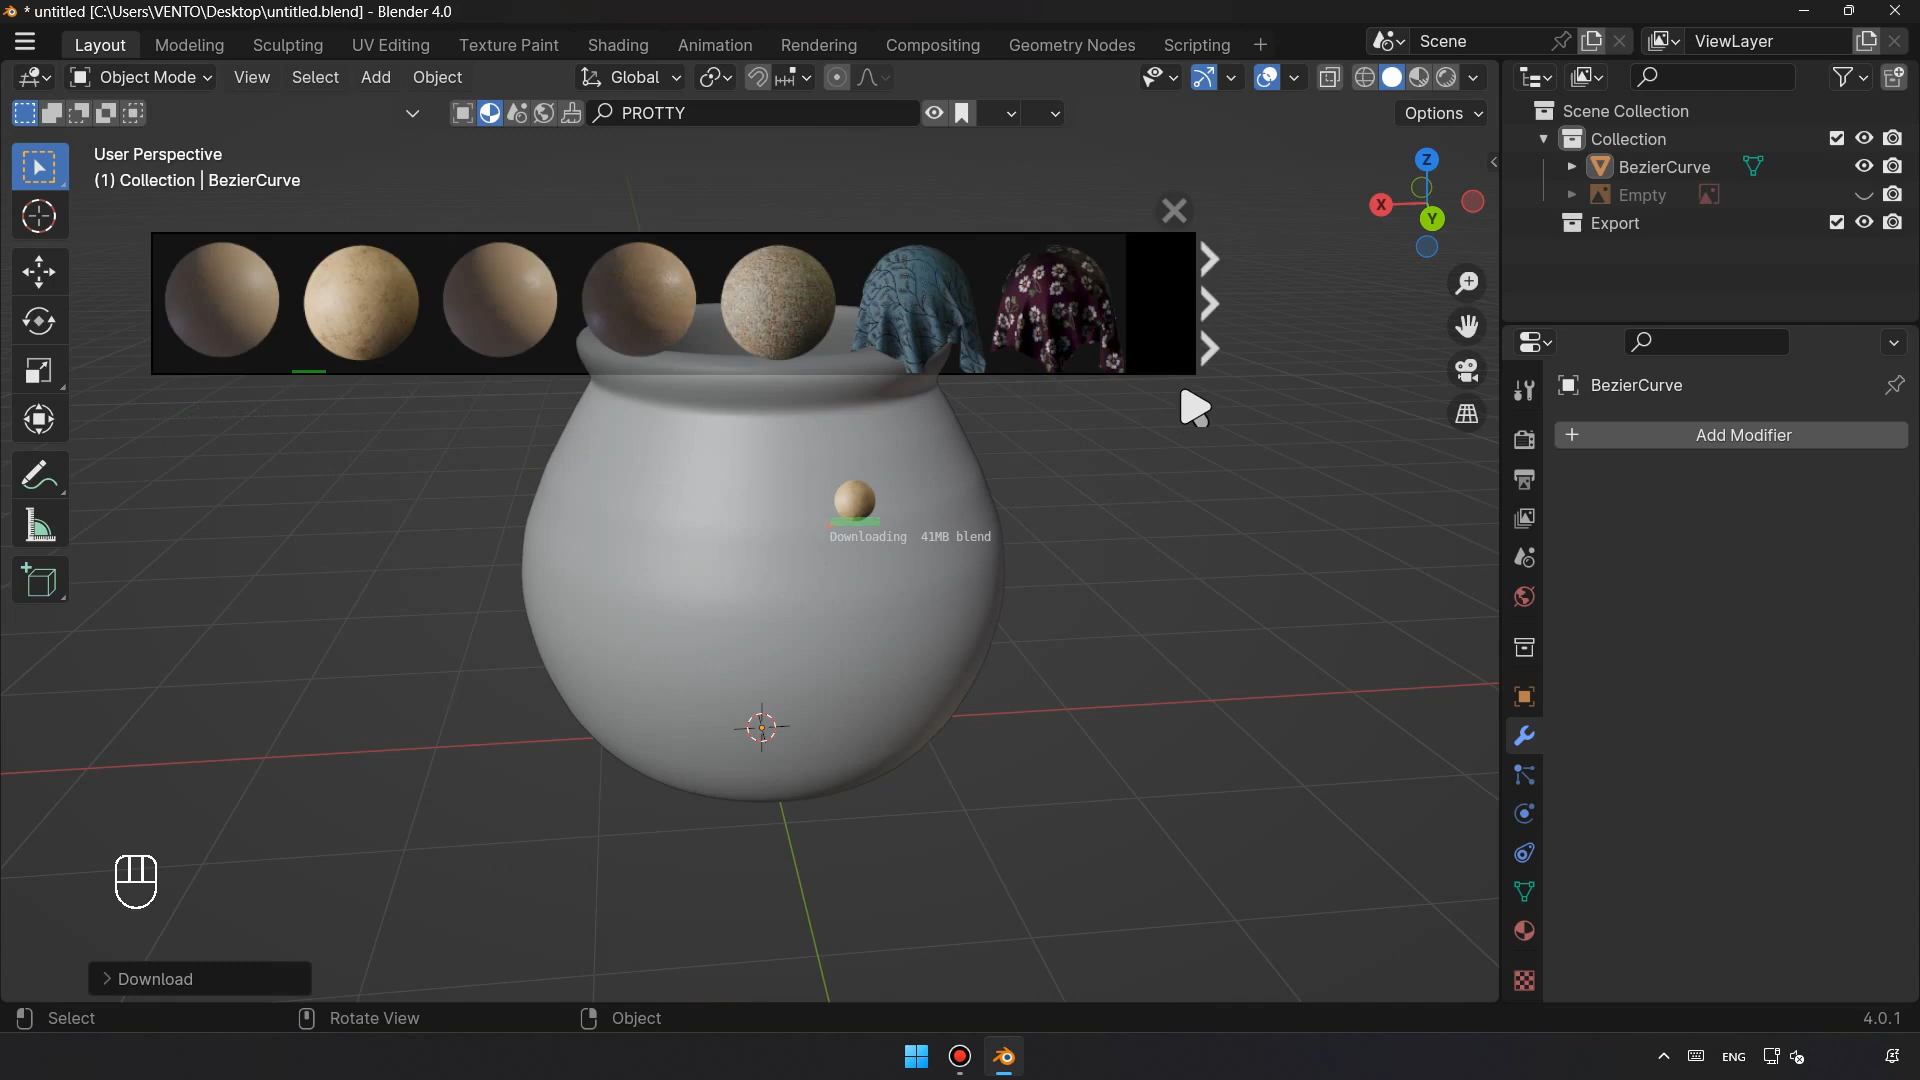 * untitled [C:\Users\VENTO\Desktop\untitled.blend] - Blender 4.0
Layout Modeling Sculpting UV Editing Texture Paint Shading Animation Rendering Compositing Geometry Nodes Scripting
Scene
ViewLayer
Object Mode View Select Add Object
Global
PROTTY
Options
User Perspective
(1) Collection | BezierCurve
Z
X
Y
Scene Collection
Collection
BezierCurve
Empty
Export
BezierCurve
Add Modifier
Downloading 41MB blend
Download
Select
Rotate View
Object
4.0.1
ENG